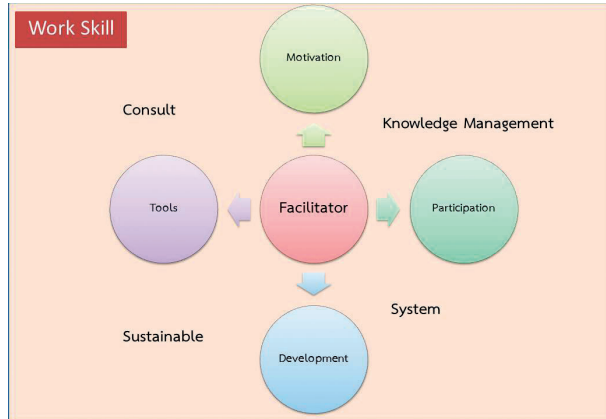 Work Skill
Motivation
Consult
Knowledge Management
Tools
Facilitator
Participation
System
Sustainable
Development